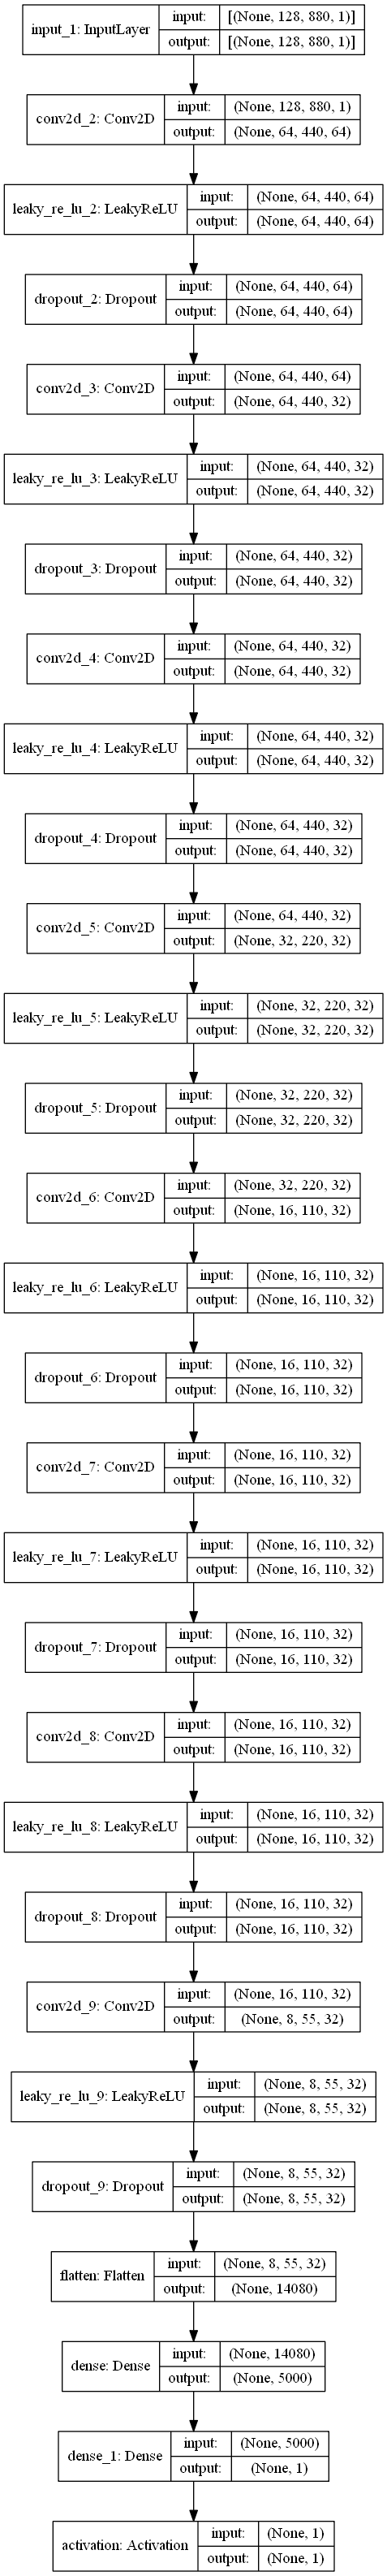 input_1: InputLayer
input: [(None, 128, 880, 1)]
output: [(None, 128, 880, 1)]
conv2d_2: Conv2D
input: (None, 128, 880, 1)
output: (None, 64, 440, 64)
leaky_re_lu_2: LeakyReLU
input: (None, 64, 440, 64)
output: (None, 64, 440, 64)
dropout_2: Dropout
input: (None, 64, 440, 64)
output: (None, 64, 440, 64)
conv2d_3: Conv2D
input: (None, 64, 440, 64)
output: (None, 64, 440, 32)
leaky_re_lu_3: LeakyReLU
input: (None, 64, 440, 32)
output: (None, 64, 440, 32)
dropout_3: Dropout
input: (None, 64, 440, 32)
output: (None, 64, 440, 32)
conv2d_4: Conv2D
input: (None, 64, 440, 32)
output: (None, 64, 440, 32)
leaky_re_lu_4: LeakyReLU
input: (None, 64, 440, 32)
output: (None, 64, 440, 32)
dropout_4: Dropout
input: (None, 64, 440, 32)
output: (None, 64, 440, 32)
conv2d_5: Conv2D
input: (None, 64, 440, 32)
output: (None, 32, 220, 32)
leaky_re_lu_5: LeakyReLU
input: (None, 32, 220, 32)
output: (None, 32, 220, 32)
dropout_5: Dropout
input: (None, 32, 220, 32)
output: (None, 32, 220, 32)
conv2d_6: Conv2D
input: (None, 32, 220, 32)
output: (None, 16, 110, 32)
leaky_re_lu_6: LeakyReLU
input: (None, 16, 110, 32)
output: (None, 16, 110, 32)
dropout_6: Dropout
input: (None, 16, 110, 32)
output: (None, 16, 110, 32)
conv2d_7: Conv2D
input: (None, 16, 110, 32)
output: (None, 16, 110, 32)
leaky_re_lu_7: LeakyReLU
input: (None, 16, 110, 32)
output: (None, 16, 110, 32)
dropout_7: Dropout
input: (None, 16, 110, 32)
output: (None, 16, 110, 32)
conv2d_8: Conv2D
input: (None, 16, 110, 32)
output: (None, 16, 110, 32)
leaky_re_lu_8: LeakyReLU
input: (None, 16, 110, 32)
output: (None, 16, 110, 32)
dropout_8: Dropout
input: (None, 16, 110, 32)
output: (None, 16, 110, 32)
conv2d_9: Conv2D
input: (None, 16, 110, 32)
output: (None, 8, 55, 32)
leaky_re_lu_9: LeakyReLU
input: (None, 8, 55, 32)
output: (None, 8, 55, 32)
dropout_9: Dropout
input: (None, 8, 55, 32)
output: (None, 8, 55, 32)
flatten: Flatten
input: (None, 8, 55, 32)
output: (None, 14080)
dense: Dense
input: (None, 14080)
output: (None, 5000)
dense_1: Dense
input: (None, 5000)
output: (None, 1)
activation: Activation
input: (None, 1)
output: (None, 1)